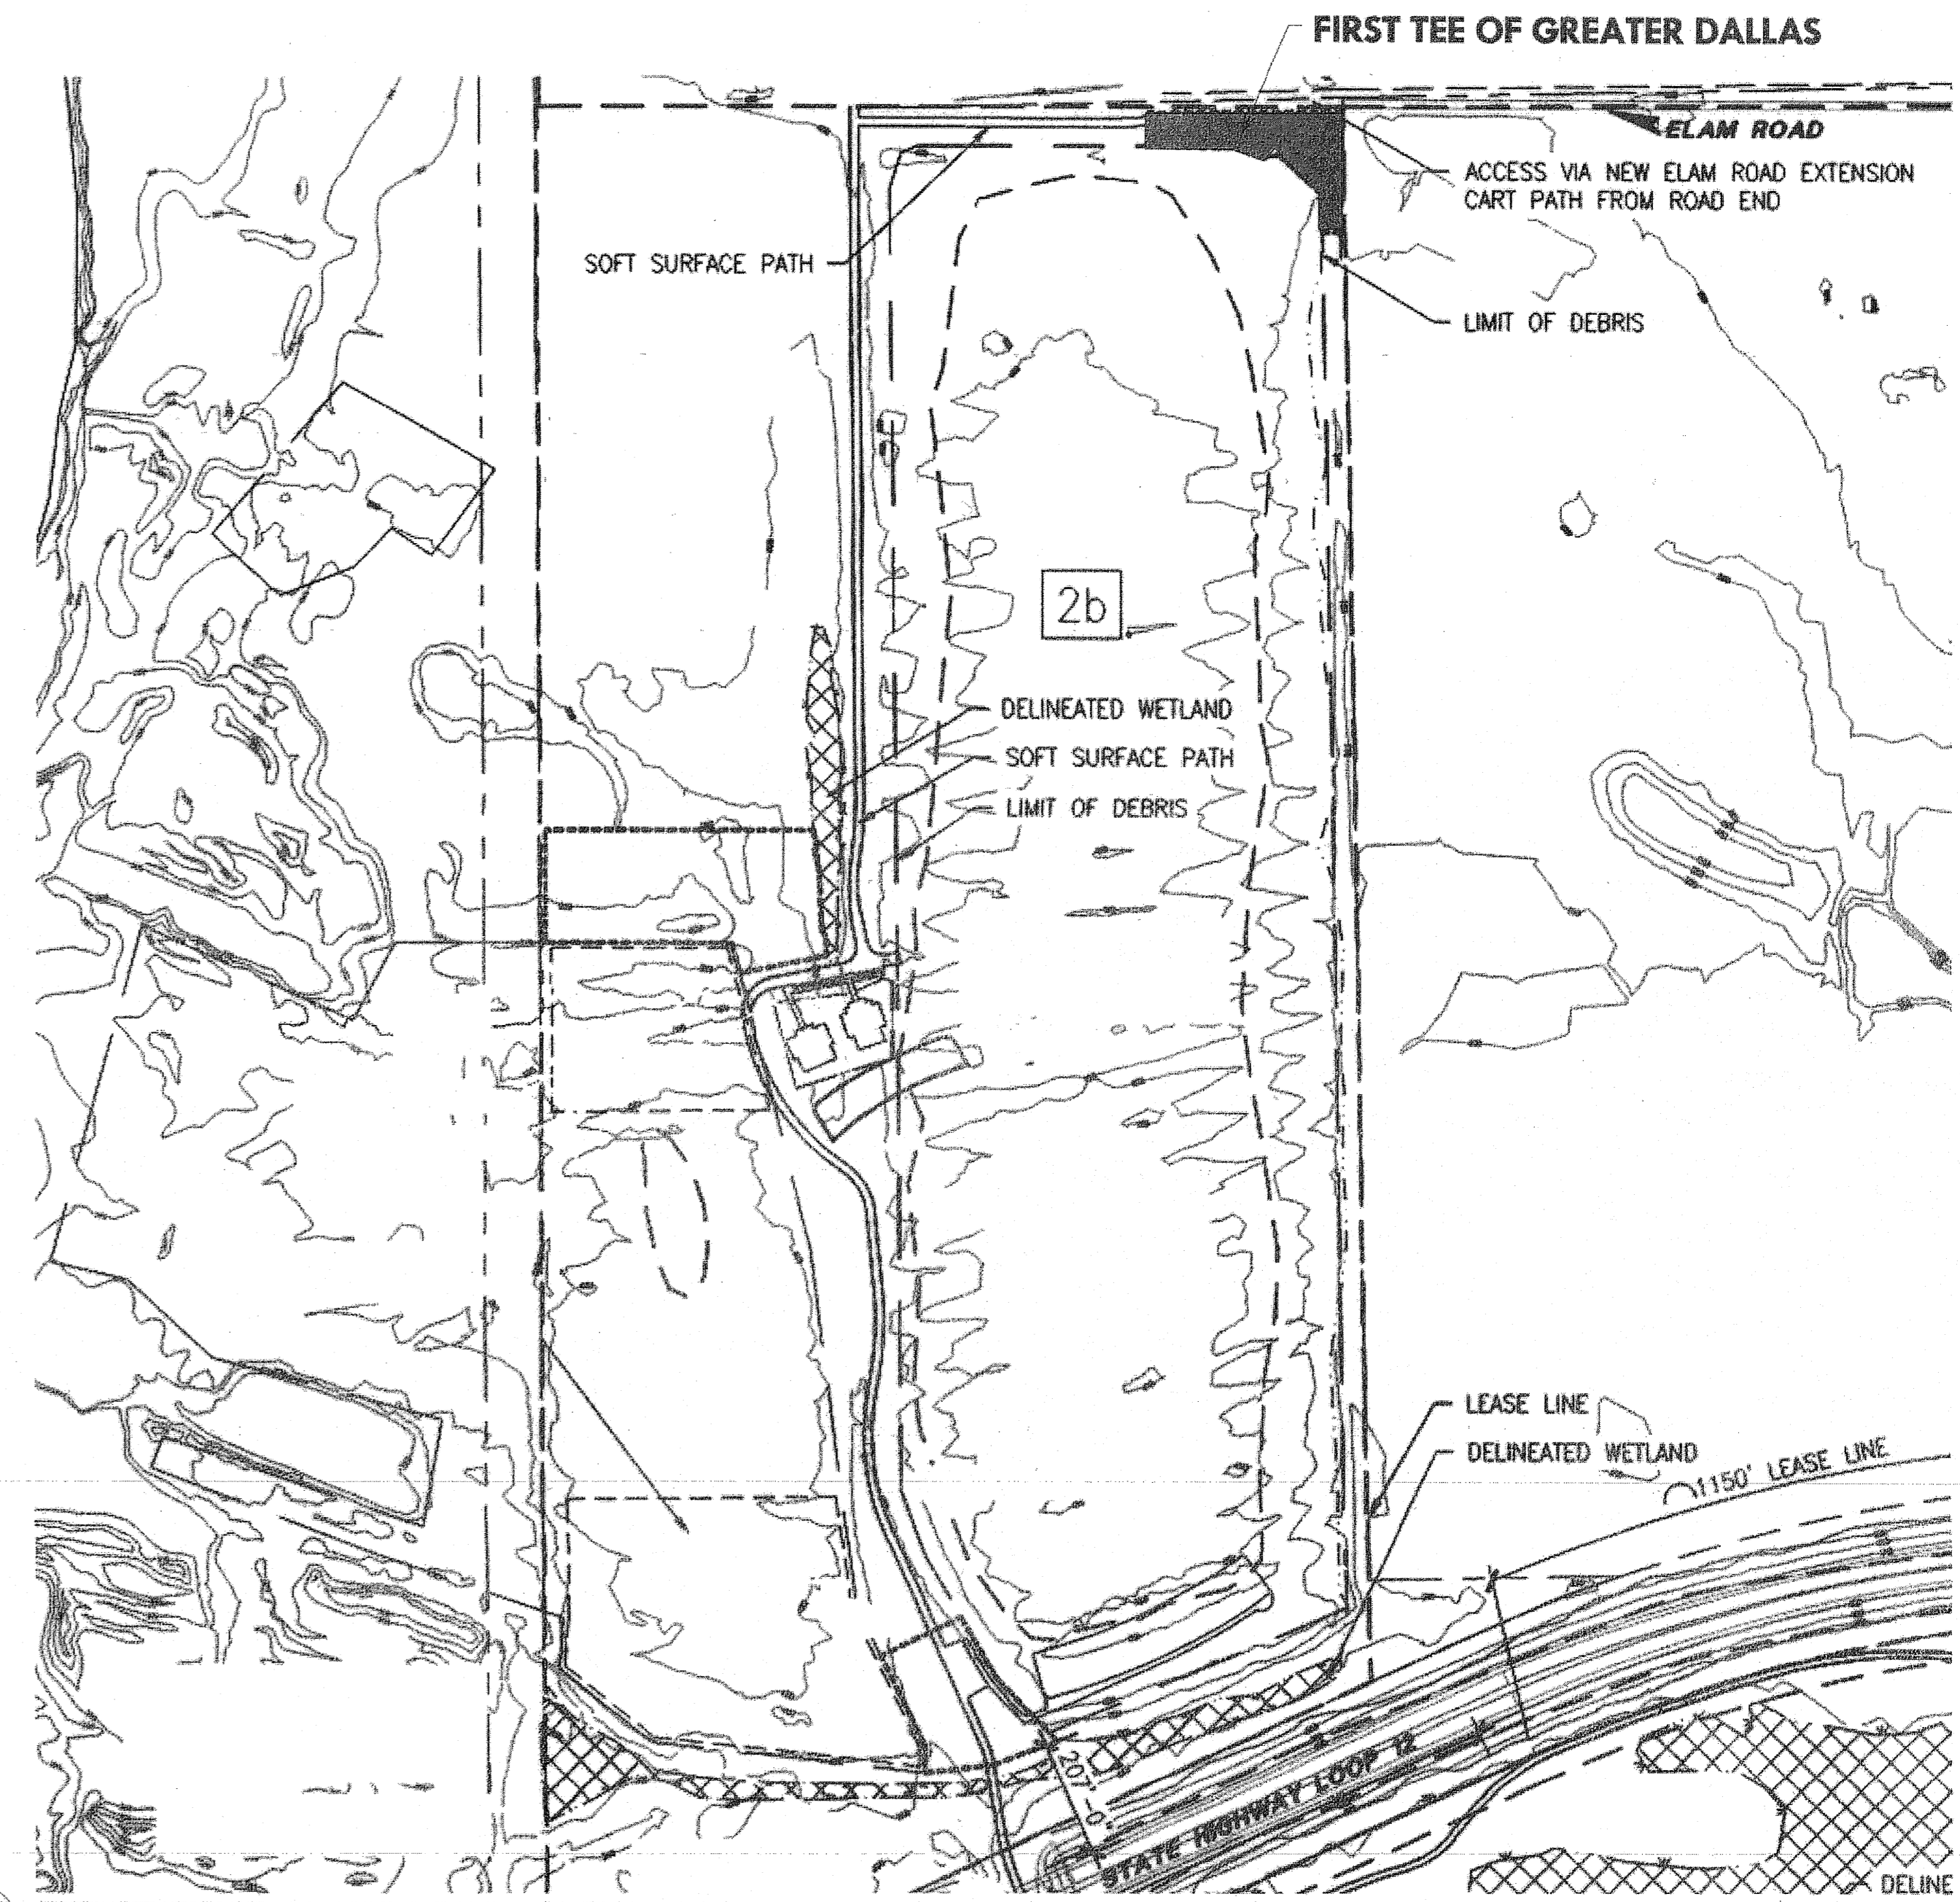 FIRST TEE OF GREATER DALLAS
ELAM ROAD
ACCESS VIA NEW ELAM ROAD EXTENSION
CART PATH FROM ROAD END
SOFT SURFACE PATH
LIMIT OF DEBRIS
2b
DELINEATED WETLAND
SOFT SURFACE PATH
LIMIT OF DEBRIS
LEASE LINE
DELINEATED WETLAND
1150' LEASE LINE
207'-0"
STATE HIGHWAY LOOP 12
DELINE